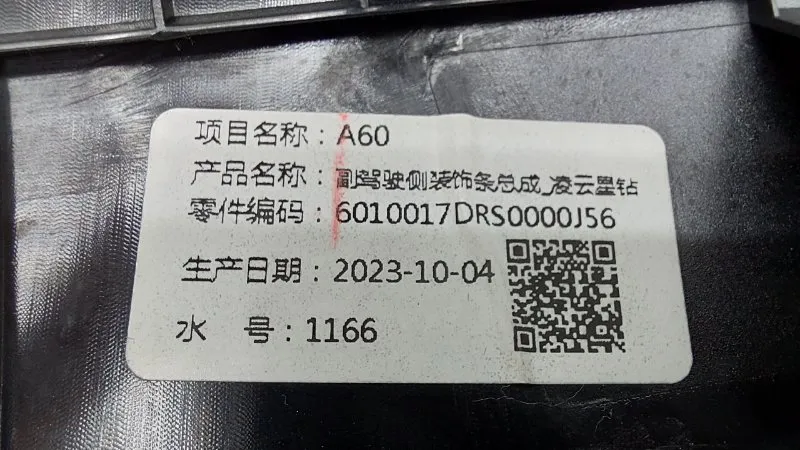 项目名称：A60
产品名称：副驾驶侧装饰条总成_凌云星钻
零件编码：6010017DRS0000J56
生产日期：2023-10-04
水 号：1166